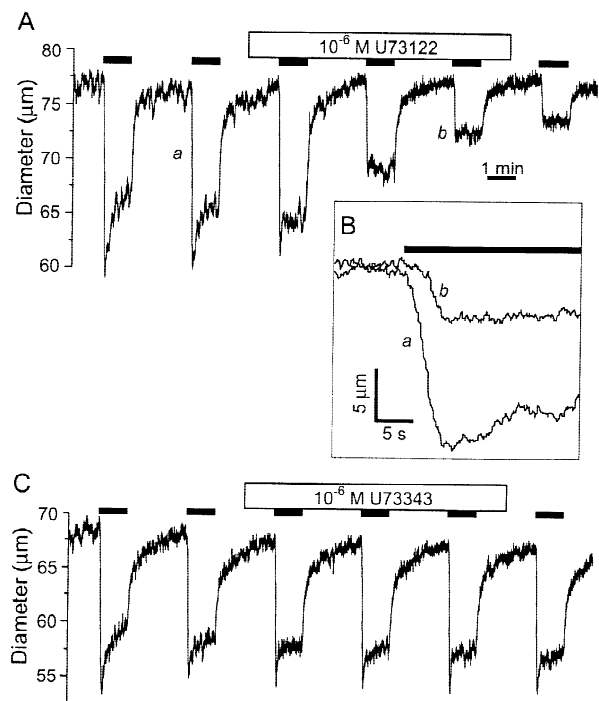 A
10⁻⁶ M U73122
80
75
70
65
60
Diameter (µm)
a
b
1 min
B
b
a
5 µm
5 s
C
10⁻⁶ M U73343
70
65
60
55
Diameter (µm)